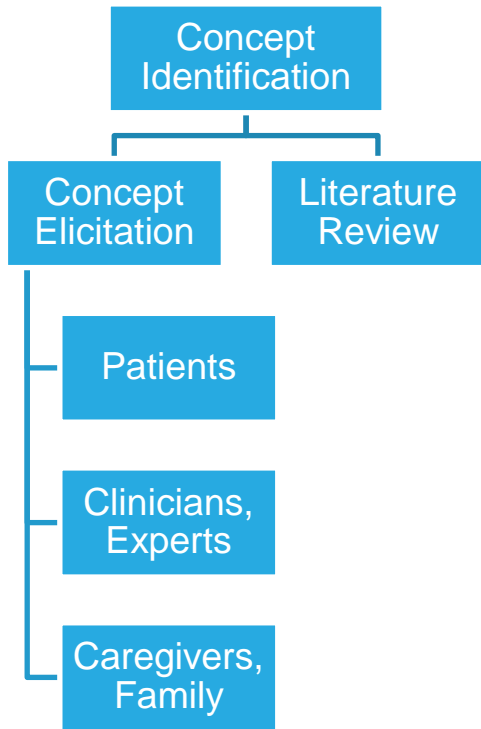 Concept
Identification
Concept
Elicitation
Literature
Review
Patients
Clinicians,
Experts
Caregivers,
Family